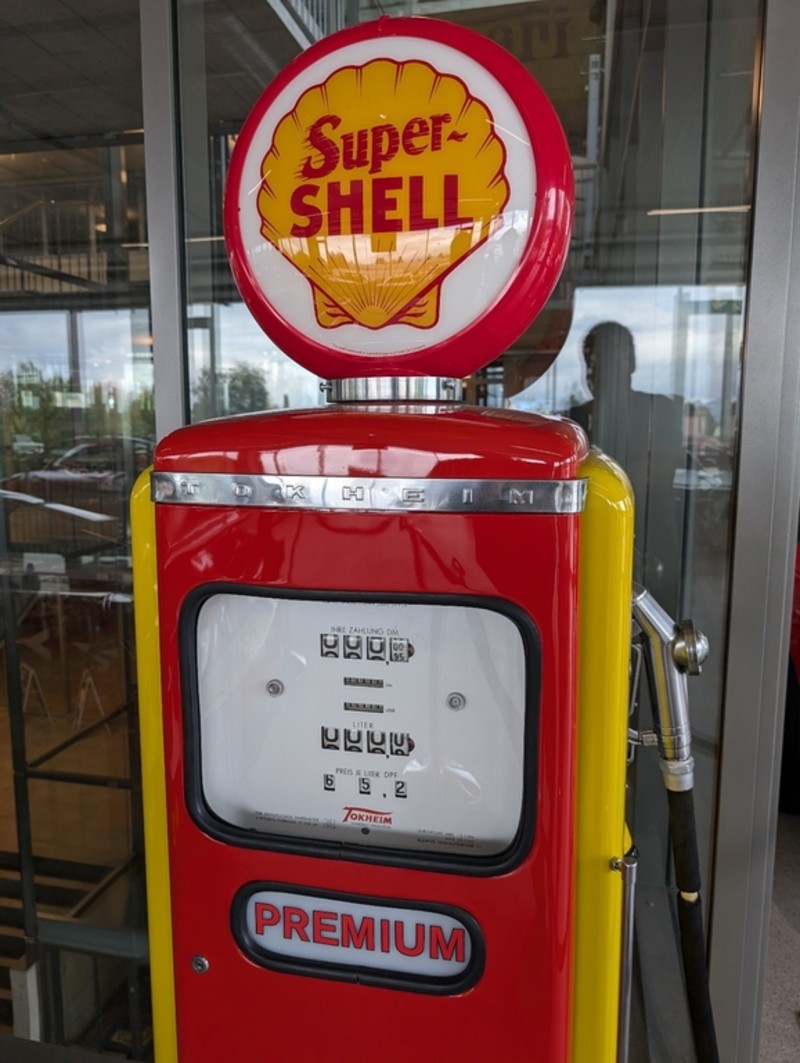 Super-
SHELL
TOKHEIM
IHRE ZAHLUNG DM
LITER
PREIS JE LITER DPF
6 5,2
TOKHEIM
PREMIUM